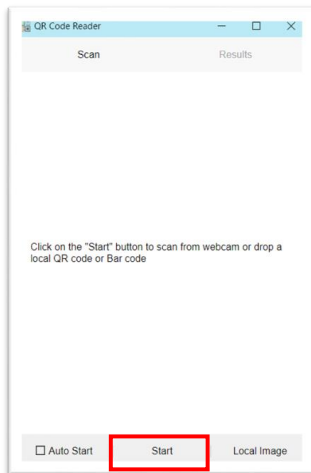 QR Code Reader
Scan Results
Click on the "Start" button to scan from webcam or drop a
local QR code or Bar code
Auto Start Start Local Image